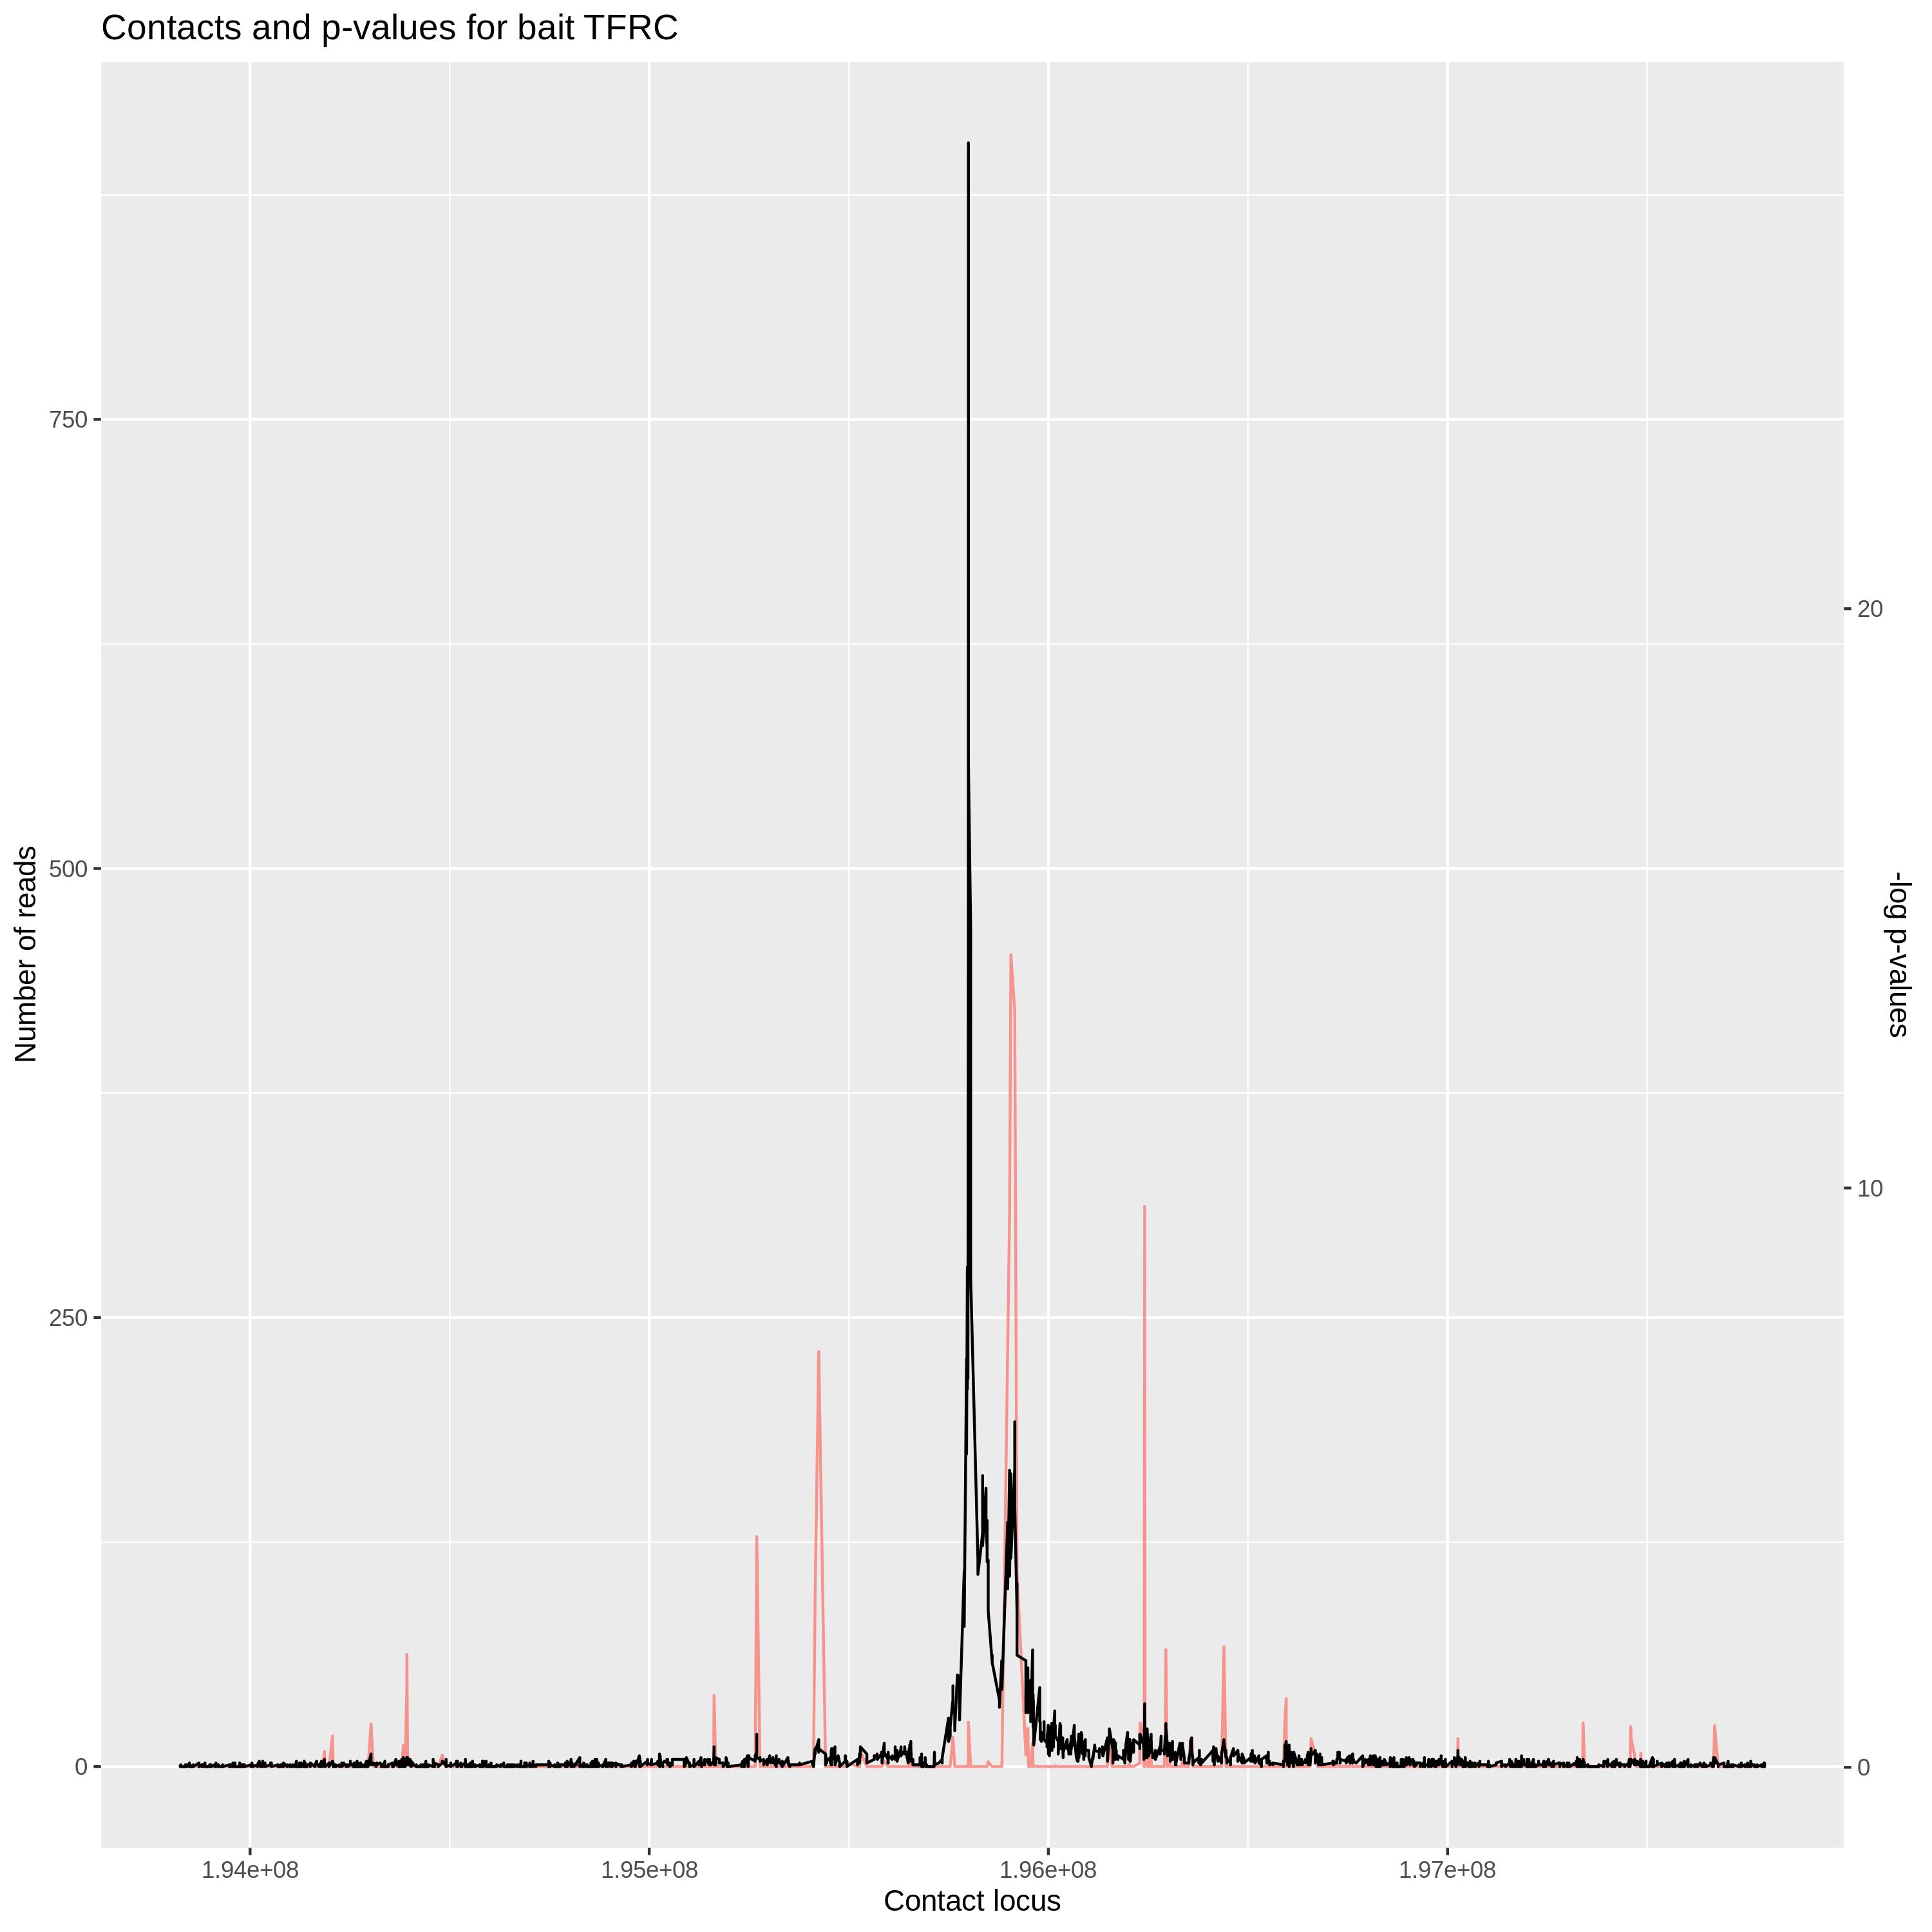 Contacts and p-values for bait TFRC
Number of reads
750
500
250
0
-log p-values
20
10
0
1.94e+08 1.95e+08 1.96e+08 1.97e+08
Contact locus